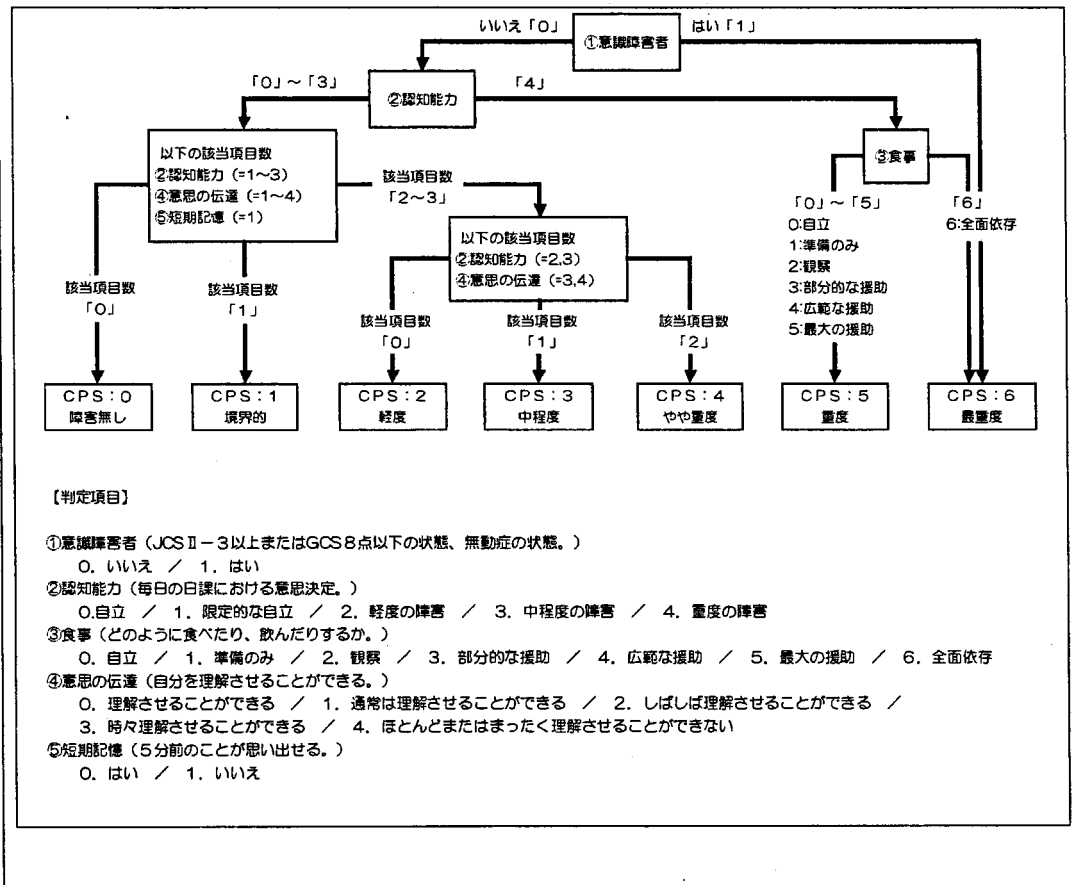 いいえ「0」
はい「1」
①意識障害者
「0」～「3」
②認知能力
「4」
以下の該当項目数
②認知能力（=1～3）
④意思の伝達（=1～4）
⑤短期記憶（=1）
該当項目数
「2～3」
③食事
「0」～「5」
0:自立
1:準備のみ
2:観察
3:部分的な援助
4:広範な援助
5:最大の援助
「6」
6:全面依存
以下の該当項目数
②認知能力（=2,3）
④意思の伝達（=3,4）
該当項目数
「0」
該当項目数
「1」
該当項目数
「0」
該当項目数
「1」
該当項目数
「2」
CPS：0
障害無し
CPS：1
境界的
CPS：2
軽度
CPS：3
中程度
CPS：4
やや重度
CPS：5
重度
CPS：6
最重度
【判定項目】
①意識障害者（JCSⅡ－3以上またはGCS8点以下の状態、無動症の状態。）
0．いいえ ／ 1．はい
②認知能力（毎日の日課における意思決定。）
0.自立 ／ 1．限定的な自立 ／ 2．軽度の障害 ／ 3．中程度の障害 ／ 4．重度の障害
③食事（どのように食べたり、飲んだりするか。）
0．自立 ／ 1．準備のみ ／ 2．観察 ／ 3．部分的な援助 ／ 4．広範な援助 ／ 5．最大の援助 ／ 6．全面依存
④意思の伝達（自分を理解させることができる。）
0．理解させることができる ／ 1．通常は理解させることができる ／ 2．しばしば理解させることができる ／
3．時々理解させることができる ／ 4．ほとんどまたはまったく理解させることができない
⑤短期記憶（5分前のことが思い出せる。）
0．はい ／ 1．いいえ